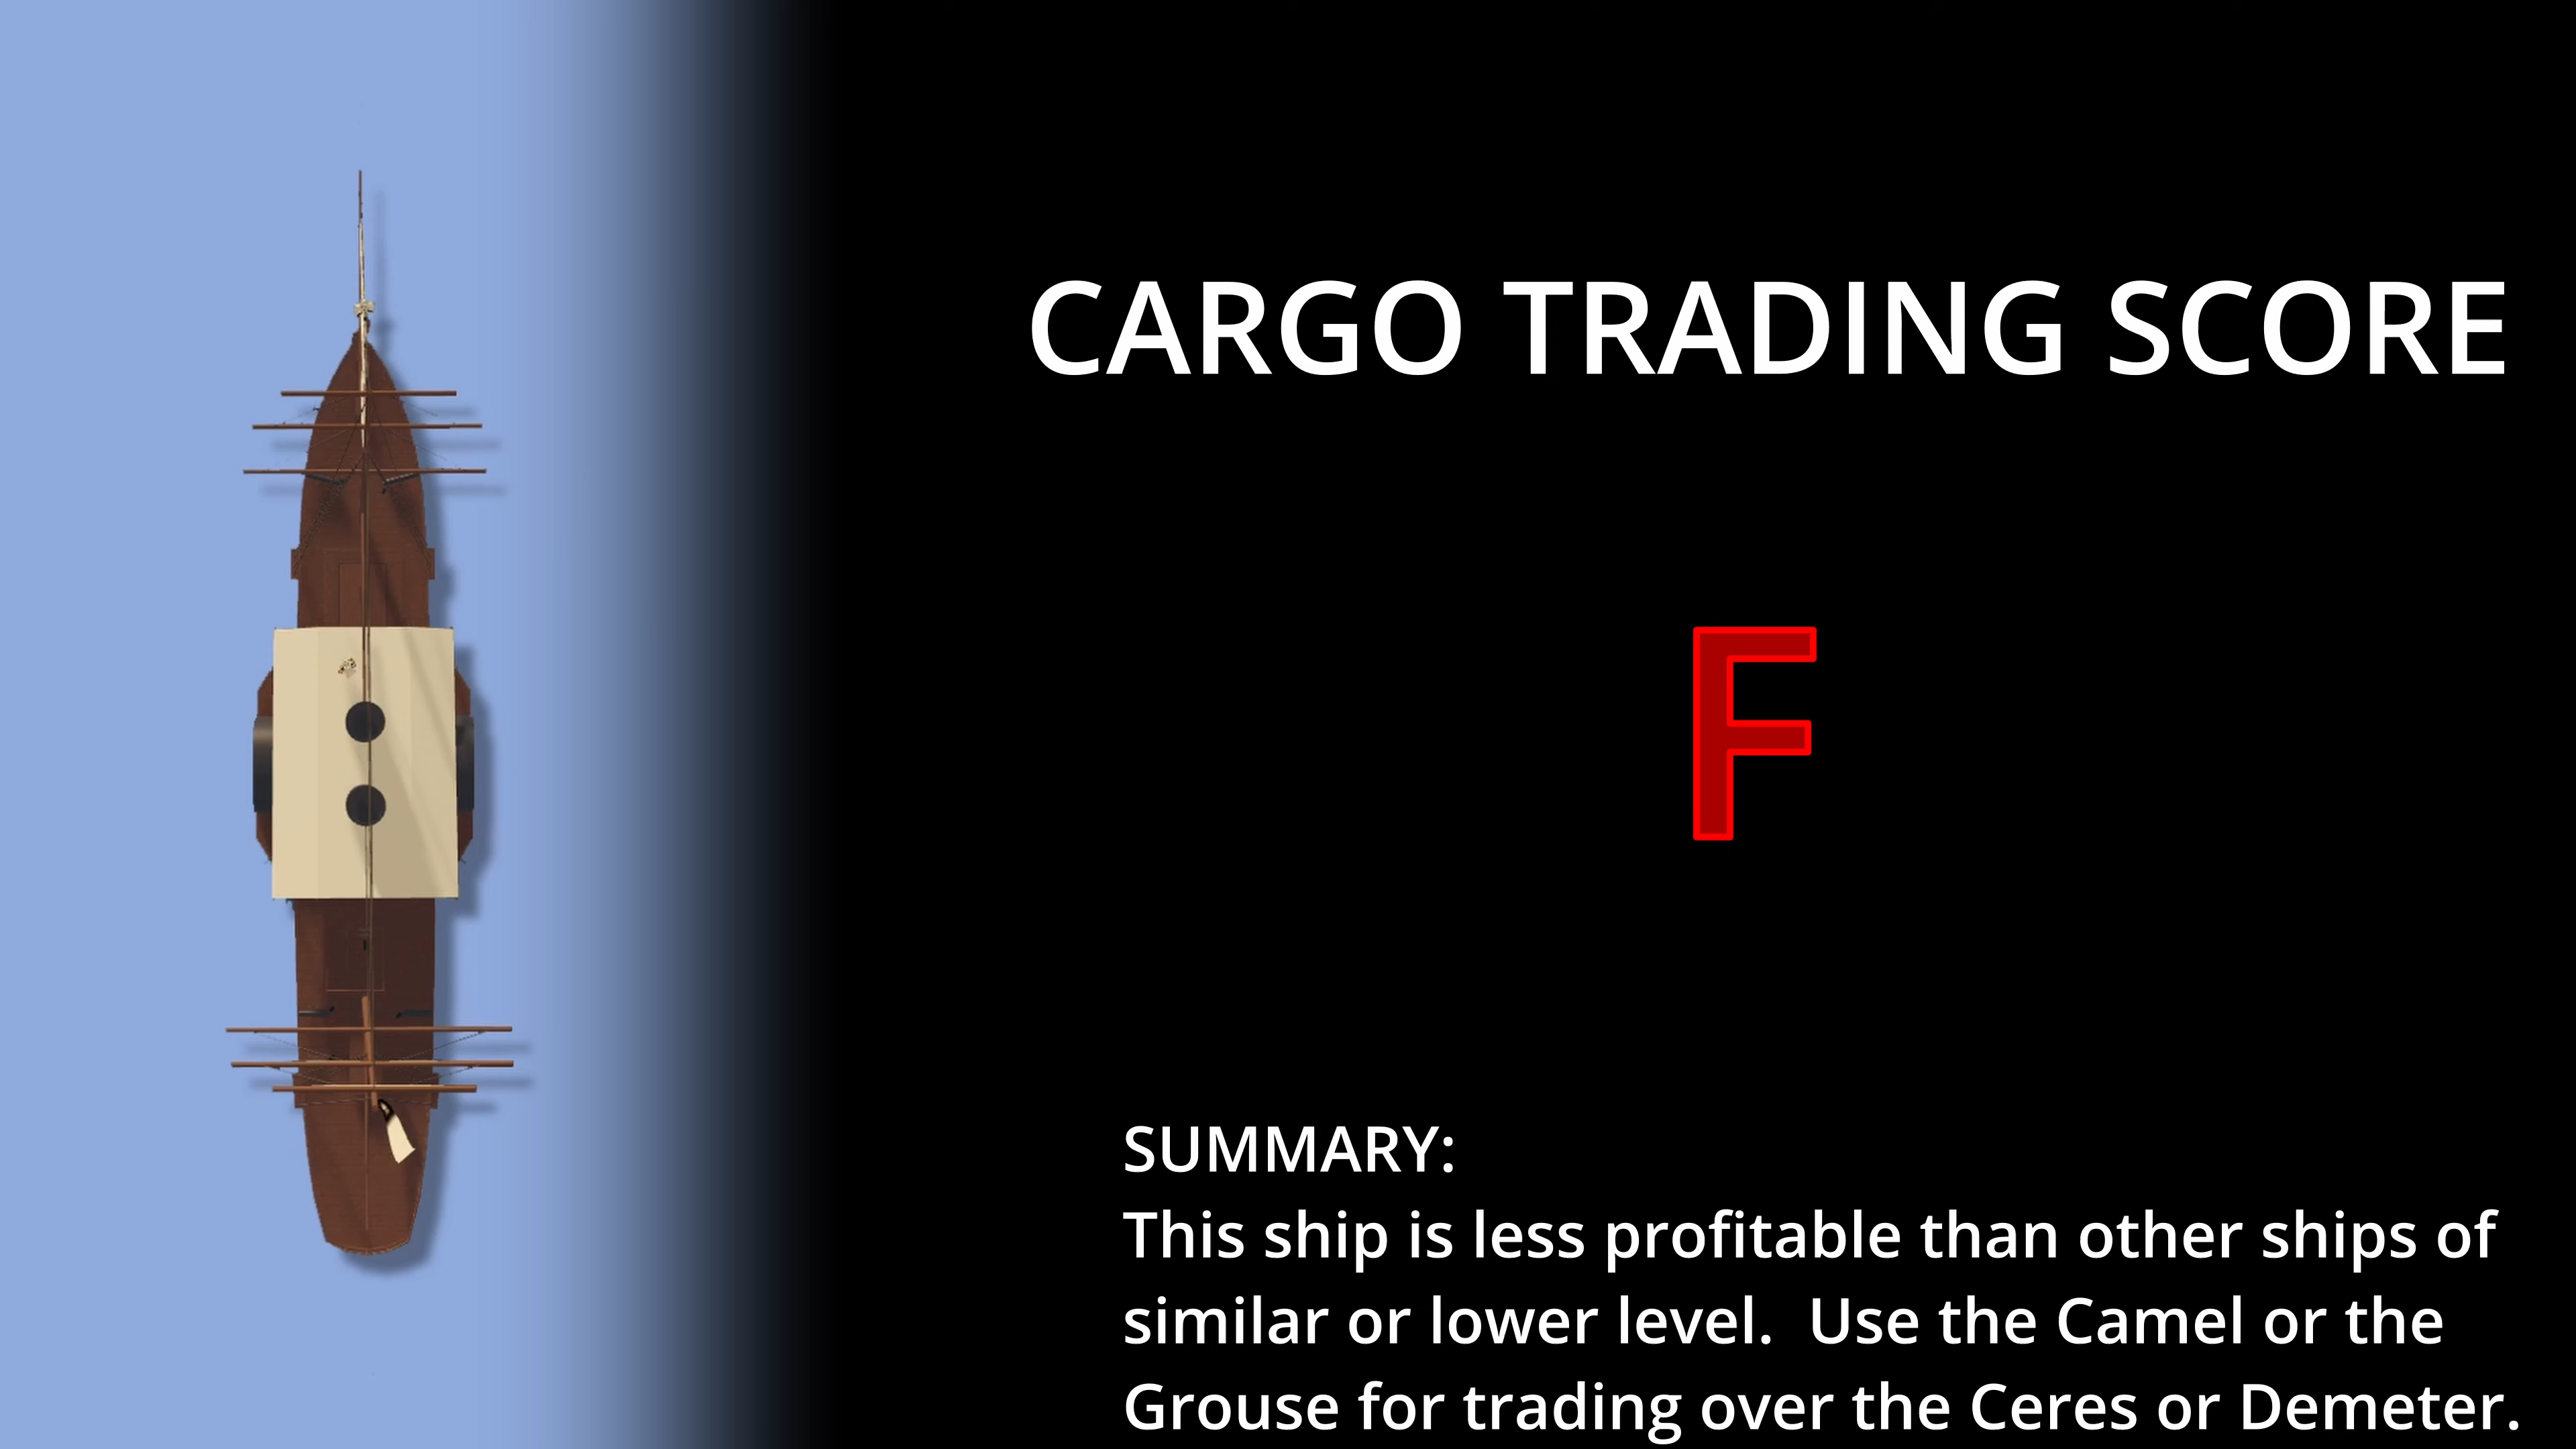 CARGO TRADING SCORE
F
SUMMARY:
This ship is less profitable than other ships of
similar or lower level.  Use the Camel or the
Grouse for trading over the Ceres or Demeter.